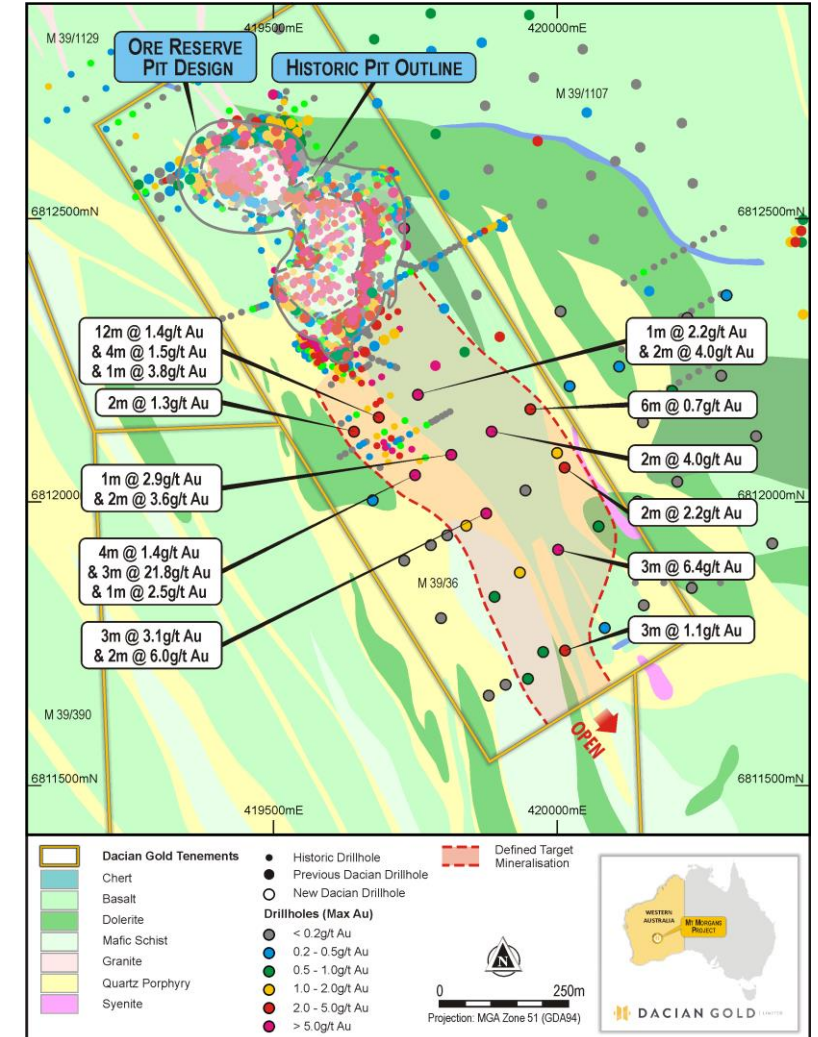 419500mE
420000mE
M 39/1129
ORE RESERVE
PIT DESIGN
HISTORIC PIT OUTLINE
M 39/1107
6812500mN
6812500mN
12m @ 1.4g/t Au
& 4m @ 1.5g/t Au
& 1m @ 3.8g/t Au
1m @ 2.2g/t Au
& 2m @ 4.0g/t Au
2m @ 1.3g/t Au
6m @ 0.7g/t Au
2m @ 4.0g/t Au
1m @ 2.9g/t Au
& 2m @ 3.6g/t Au
6812000mN
6812000mN
2m @ 2.2g/t Au
4m @ 1.4g/t Au
& 3m @ 21.8g/t Au
& 1m @ 2.5g/t Au
3m @ 6.4g/t Au
M 39/36
3m @ 3.1g/t Au
& 2m @ 6.0g/t Au
3m @ 1.1g/t Au
M 39/390
OPEN
6811500mN
6811500mN
419500mE
420000mE
Dacian Gold Tenements
Chert
Basalt
Dolerite
Mafic Schist
Granite
Quartz Porphyry
Syenite
Historic Drillhole
Previous Dacian Drillhole
New Dacian Drillhole
Drillholes (Max Au)
< 0.2g/t Au
0.2 - 0.5g/t Au
0.5 - 1.0g/t Au
1.0 - 2.0g/t Au
2.0 - 5.0g/t Au
> 5.0g/t Au
Defined Target
Mineralisation
N
0 250m
Projection: MGA Zone 51 (GDA94)
WESTERN
AUSTRALIA
MT MORGANS
PROJECT
DACIAN GOLD LIMITED